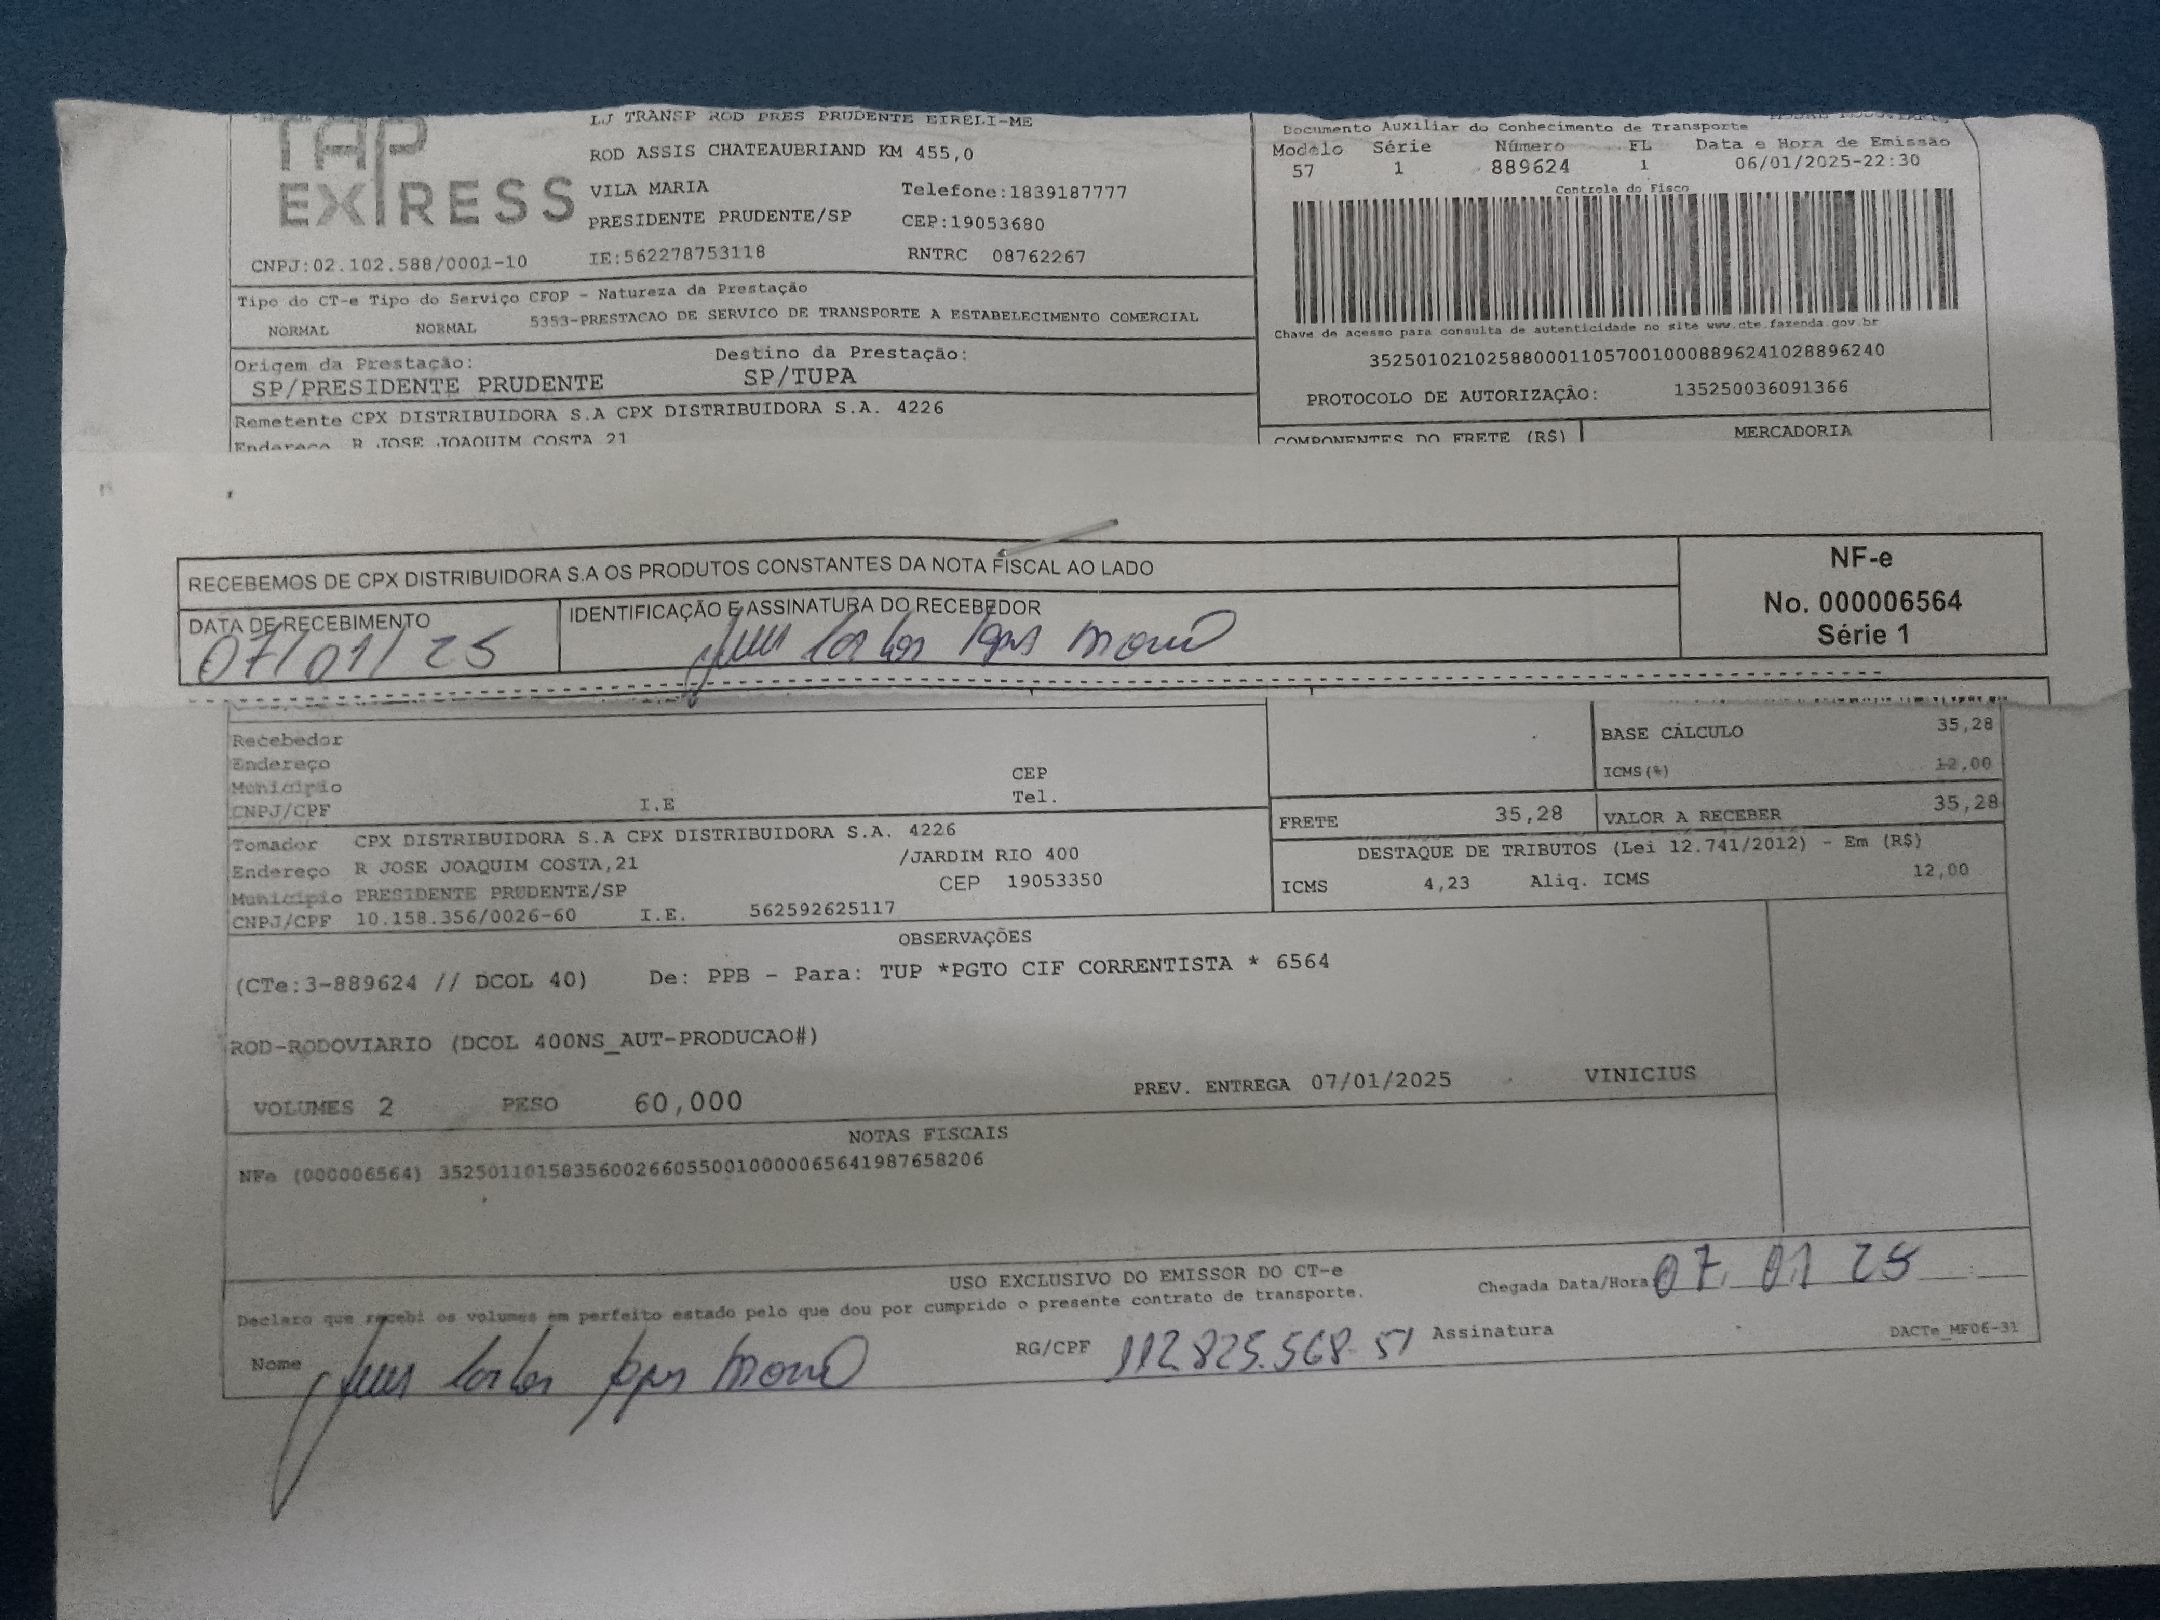 TAP
EXPRESS
LJ TRANSP ROD PRES PRUDENTE EIRELI-ME
ROD ASSIS CHATEAUBRIAND KM 455,0
VILA MARIA Telefone:1839187777
PRESIDENTE PRUDENTE/SP CEP:19053680
CNPJ:02.102.588/0001-10 IE:562278753118 RNTRC 08762267
Documento Auxiliar do Conhecimento de Transporte
Modelo Série Número FL Data e Hora de Emissão
57 1 889624 1 06/01/2025-22:30
Controle do Fisco
Chave de acesso para consulta de autenticidade no site www.cte.fazenda.gov.br
35250102102588000110570010008896241028896240
PROTOCOLO DE AUTORIZAÇÃO: 135250036091366
Tipo do CT-e Tipo do Serviço CFOP - Natureza da Prestação
NORMAL NORMAL 5353-PRESTACAO DE SERVICO DE TRANSPORTE A ESTABELECIMENTO COMERCIAL
Origem da Prestação: Destino da Prestação:
SP/PRESIDENTE PRUDENTE SP/TUPA
Remetente CPX DISTRIBUIDORA S.A CPX DISTRIBUIDORA S.A. 4226
Endereço R JOSE JOAQUIM COSTA 21
COMPONENTES DO FRETE (R$) MERCADORIA
RECEBEMOS DE CPX DISTRIBUIDORA S.A OS PRODUTOS CONSTANTES DA NOTA FISCAL AO LADO
DATA DE RECEBIMENTO IDENTIFICAÇÃO E ASSINATURA DO RECEBEDOR
07/01/25
NF-e
No. 000006564
Série 1
Recebedor
Endereço
Município CEP
CNPJ/CPF I.E Tel.
BASE CÁLCULO 35,28
ICMS(%) 12,00
FRETE 35,28 VALOR A RECEBER 35,28
Tomador CPX DISTRIBUIDORA S.A CPX DISTRIBUIDORA S.A. 4226
Endereço R JOSE JOAQUIM COSTA,21 /JARDIM RIO 400
Município PRESIDENTE PRUDENTE/SP CEP 19053350
CNPJ/CPF 10.158.356/0026-60 I.E. 562592625117
DESTAQUE DE TRIBUTOS (Lei 12.741/2012) - Em (R$)
ICMS 4,23 Aliq. ICMS 12,00
OBSERVAÇÕES
(CTe:3-889624 // DCOL 40) De: PPB - Para: TUP *PGTO CIF CORRENTISTA * 6564
ROD-RODOVIARIO (DCOL 400NS_AUT-PRODUCAO#)
VOLUMES 2 PESO 60,000 PREV. ENTREGA 07/01/2025 VINICIUS
NOTAS FISCAIS
NFe (000006564) 35250110158356002660550010000065641987658206
USO EXCLUSIVO DO EMISSOR DO CT-e
Declaro que recebi os volumes em perfeito estado pelo que dou por cumprido o presente contrato de transporte.
Chegada Data/Hora 07 01 25
Nome RG/CPF 112.825.568-51 Assinatura
DACTe_MF06-31